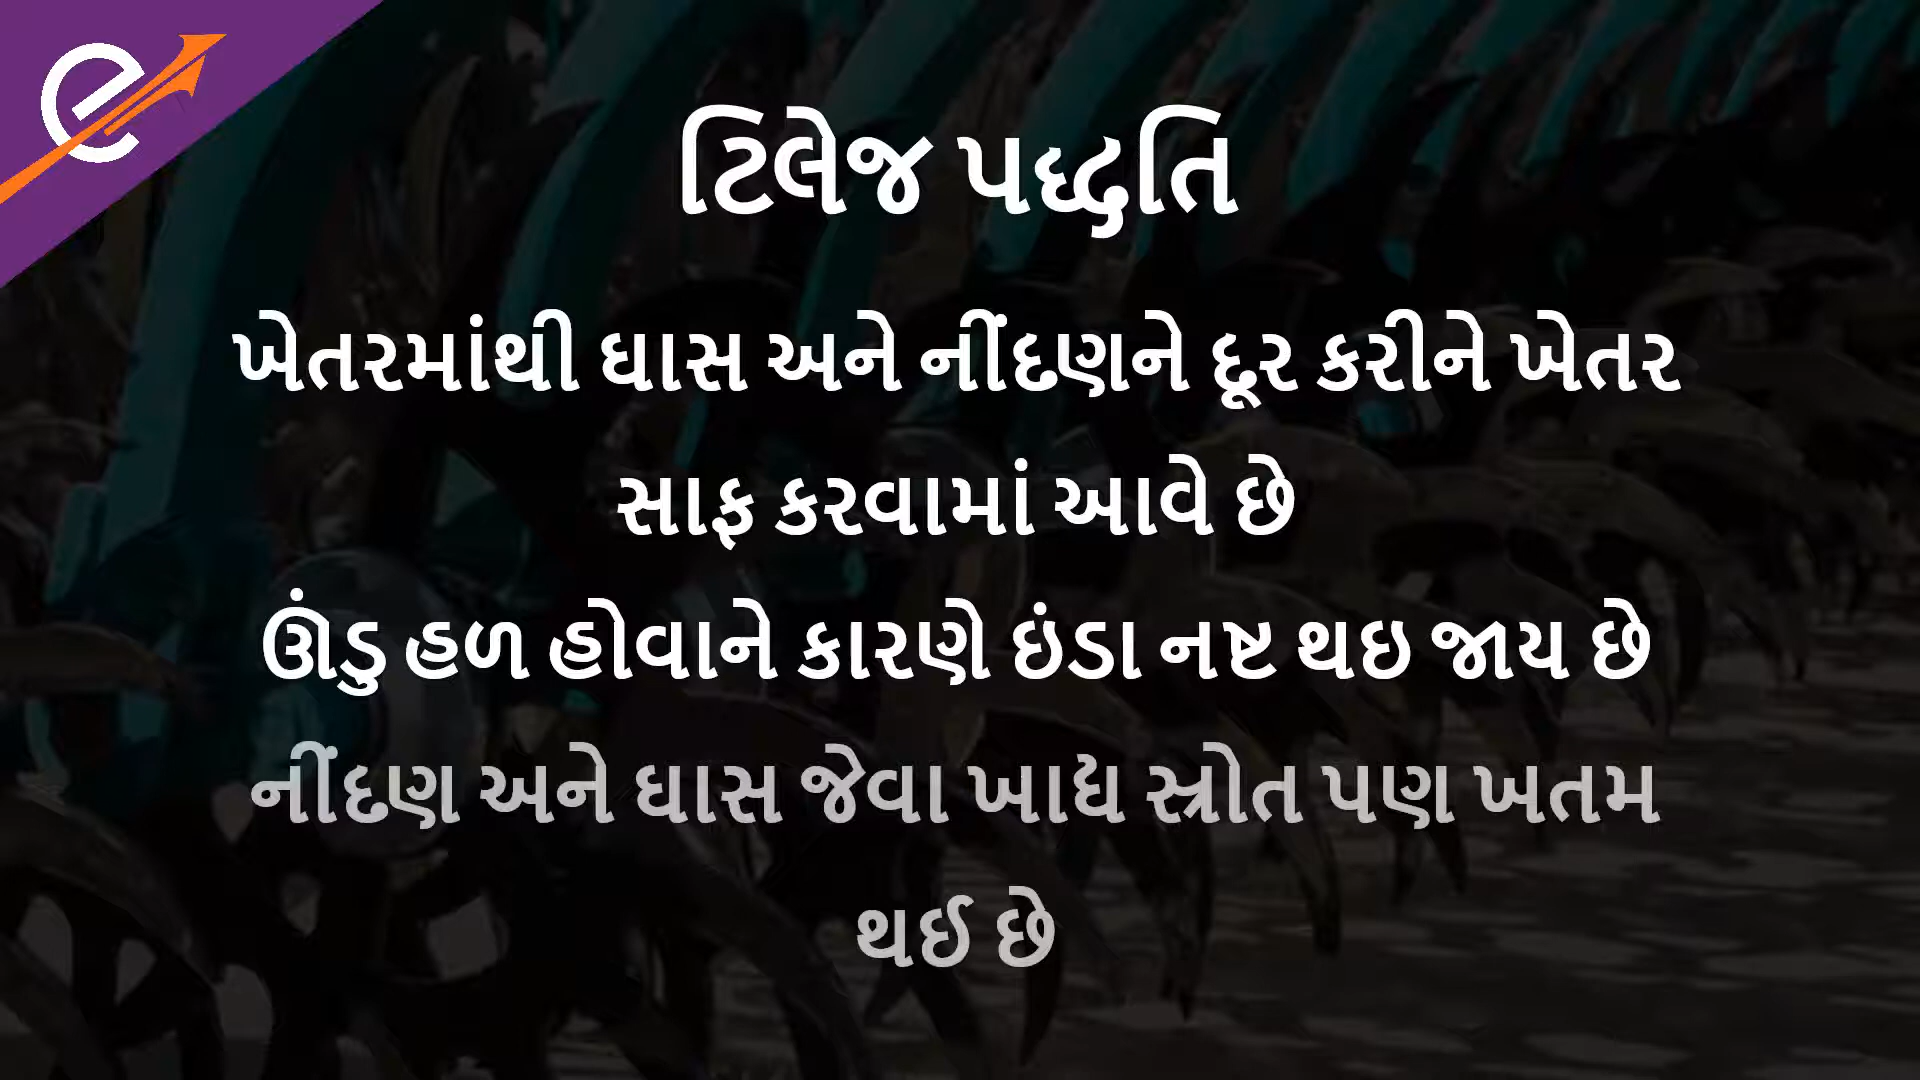 ટિલેજ પદ્ધતિ
ખેતરમાંથી ઘાસ અને નીંદણને દૂર કરીને ખેતર
સાફ કરવામાં આવે છે
ઊંડુ હળ હોવાને કારણે ઇંડા નષ્ટ થઇ જાય છે
નીંદણ અને ઘાસ જેવા ખાદ્ય સ્ત્રોત પણ ખતમ
થઈ છે